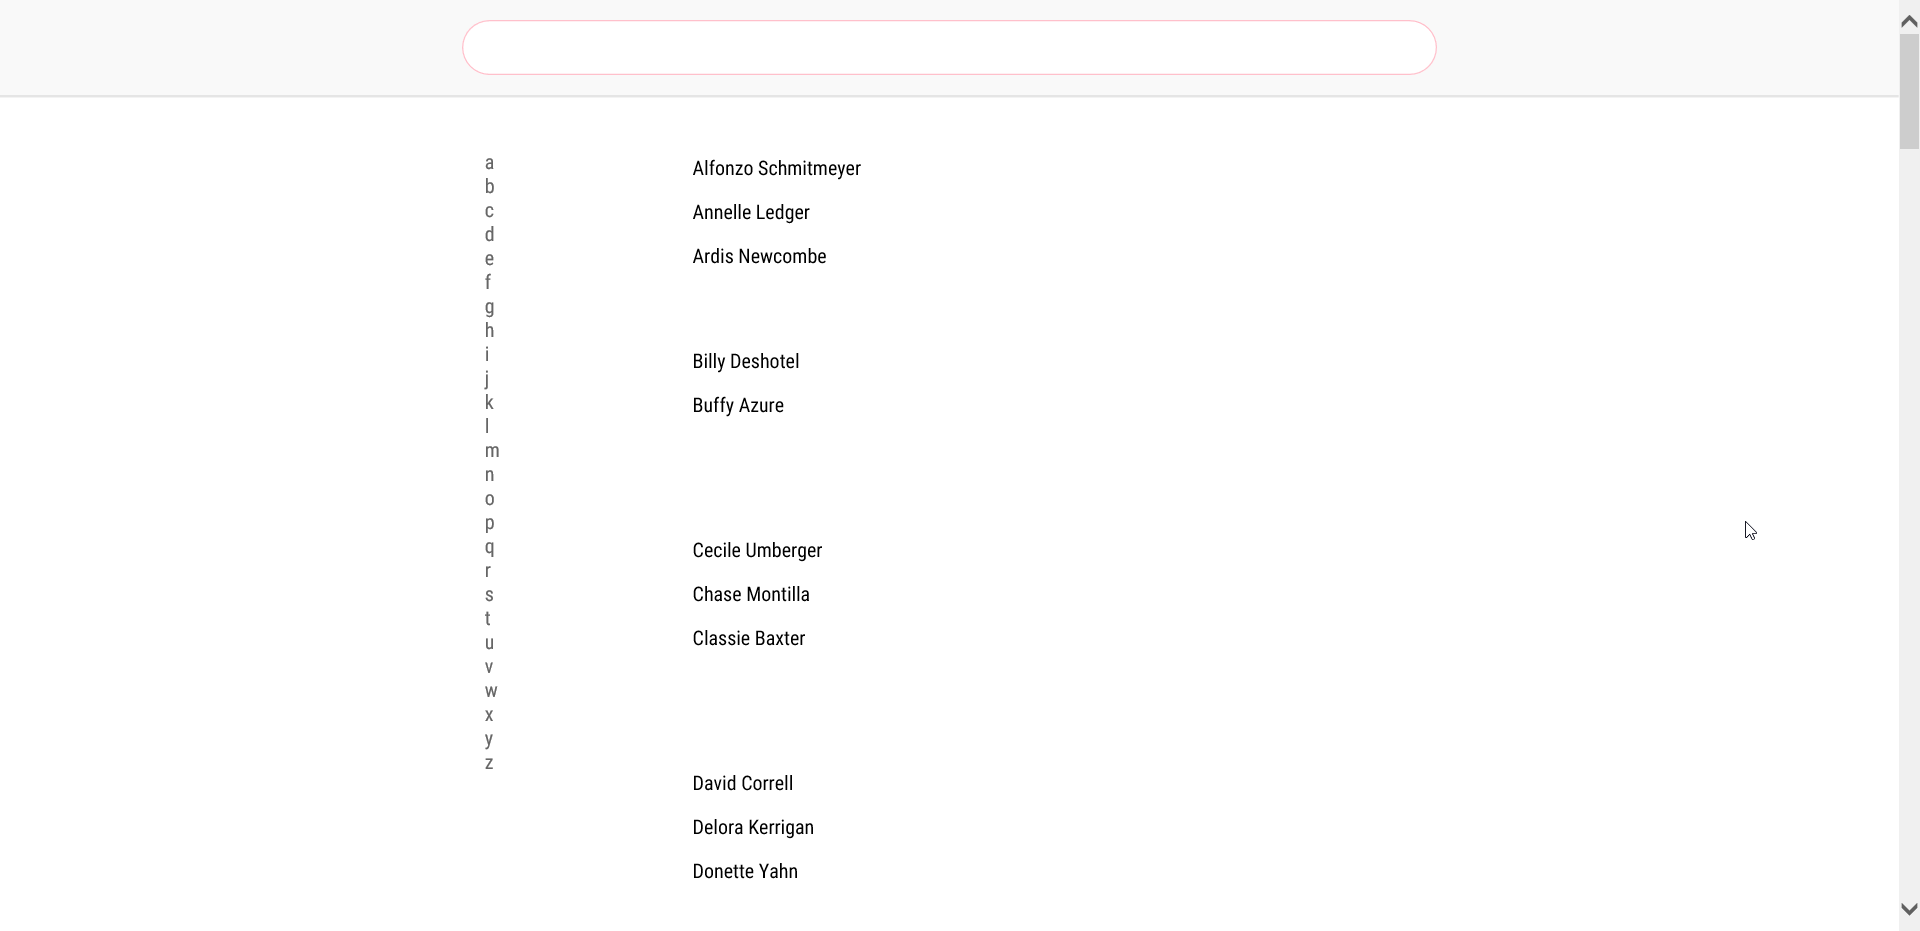 a
b
c
d
e
f
g
h
i
j
k
l
m
n
o
p
q
r
s
t
u
v
w
x
y
z
Alfonzo Schmitmeyer
Annelle Ledger
Ardis Newcombe
Billy Deshotel
Buffy Azure
Cecile Umberger
Chase Montilla
Classie Baxter
David Correll
Delora Kerrigan
Donette Yahn